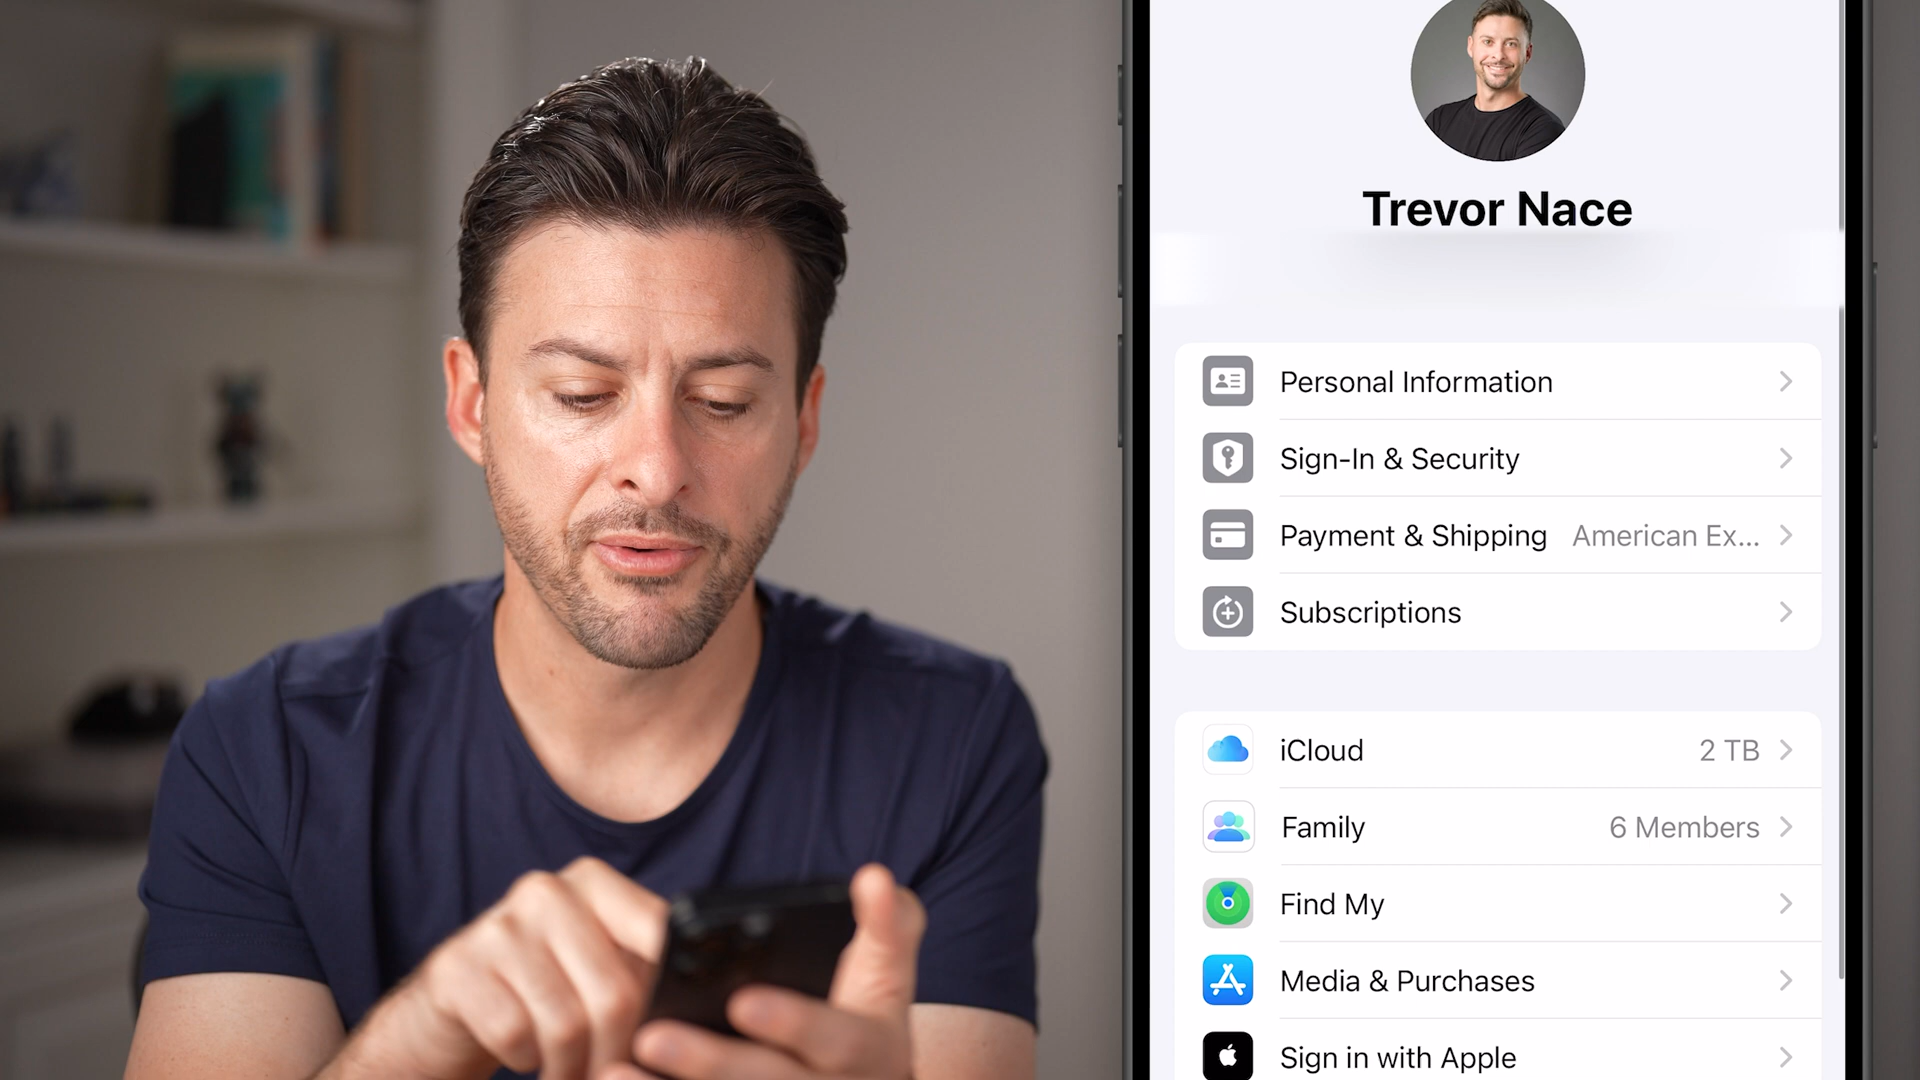 Trevor Nace
Personal Information
Sign-In & Security
Payment & Shipping American Ex...
Subscriptions
iCloud 2 TB
Family 6 Members
Find My
Media & Purchases
Sign in with Apple